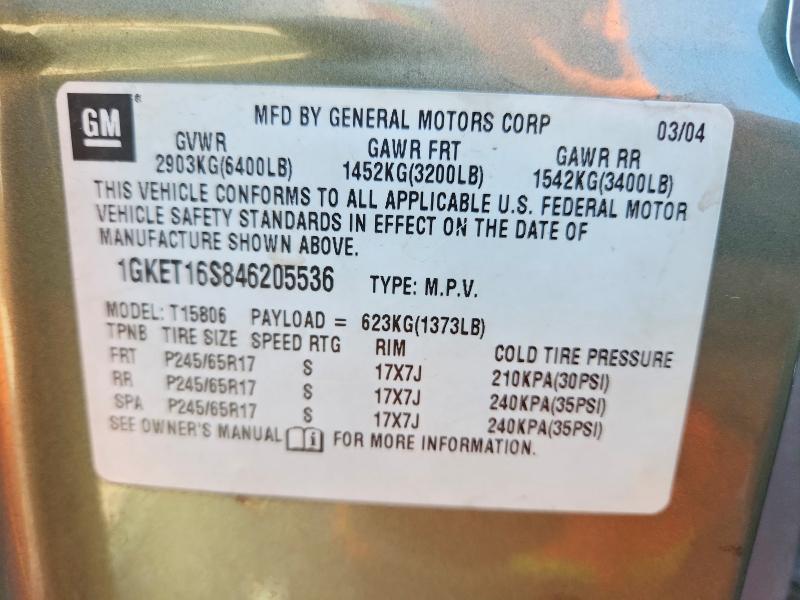 GM
MFD BY GENERAL MOTORS CORP 03/04
GVWR GAWR FRT GAWR RR
2903KG(6400LB) 1452KG(3200LB) 1542KG(3400LB)
THIS VEHICLE CONFORMS TO ALL APPLICABLE U.S. FEDERAL MOTOR
VEHICLE SAFETY STANDARDS IN EFFECT ON THE DATE OF
MANUFACTURE SHOWN ABOVE.
1GKET16S846205536 TYPE: M.P.V.
MODEL: T15806 PAYLOAD = 623KG(1373LB)
TPNB TIRE SIZE SPEED RTG RIM COLD TIRE PRESSURE
FRT P245/65R17 S 17X7J 210KPA(30PSI)
RR P245/65R17 S 17X7J 240KPA(35PSI)
SPA P245/65R17 S 17X7J 240KPA(35PSI)
SEE OWNER'S MANUAL i FOR MORE INFORMATION.